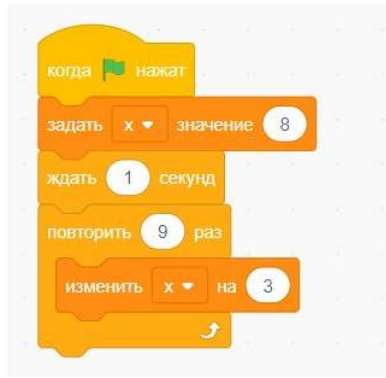 когда нажат
задать x значение 8
ждать 1 секунд
повторить 9 раз
изменить x на 3